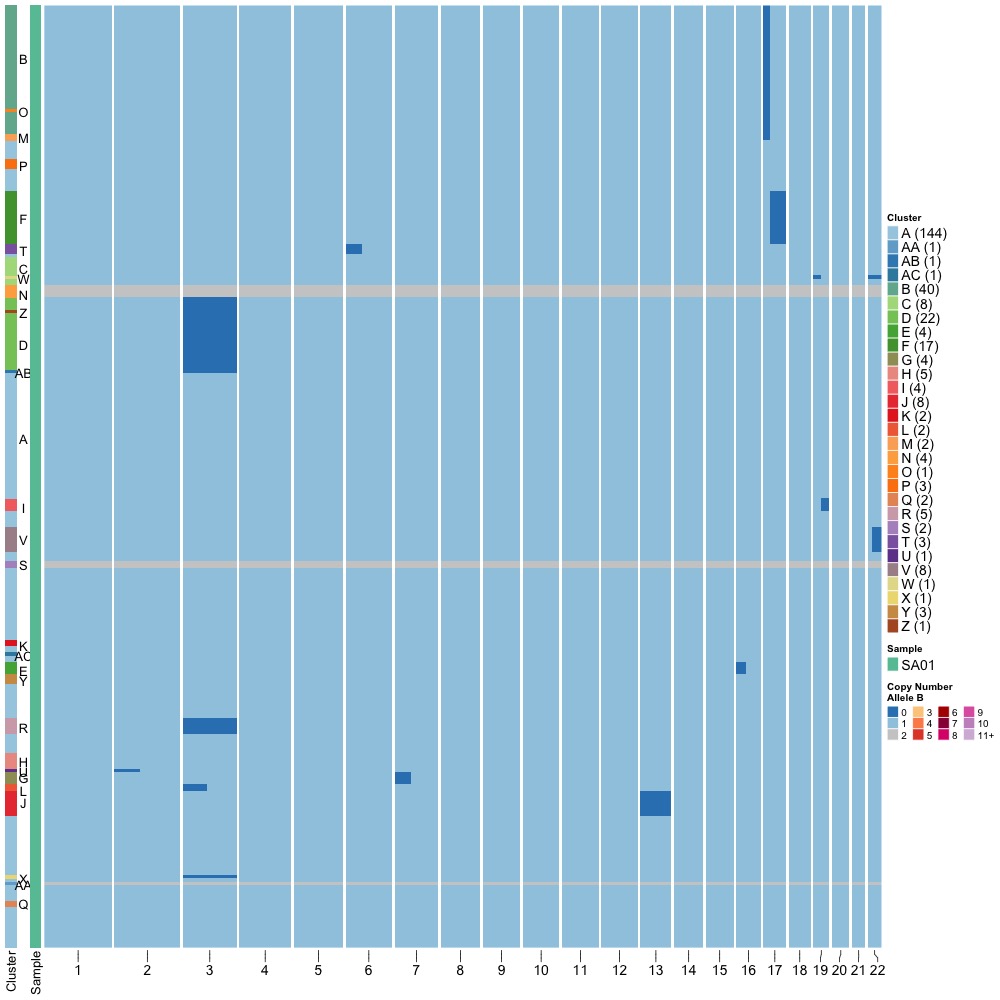 B
O
M
P
F
T
C
W
N
Z
D
AB
A
I
V
S
K
AC
E
Y
R
H
U
G
L
J
X
AA
Q
Cluster
Sample
1 2 3 4 5 6 7 8 9 10 11 12 13 14 15 16 17 18 19 20 21 22
Cluster
A (144)
AA (1)
AB (1)
AC (1)
B (40)
C (8)
D (22)
E (4)
F (17)
G (4)
H (5)
I (4)
J (8)
K (2)
L (2)
M (2)
N (4)
O (1)
P (3)
Q (2)
R (5)
S (2)
T (3)
U (1)
V (8)
W (1)
X (1)
Y (3)
Z (1)
Sample
SA01
Copy Number
Allele B
0 3 6 9
1 4 7 10
2 5 8 11+